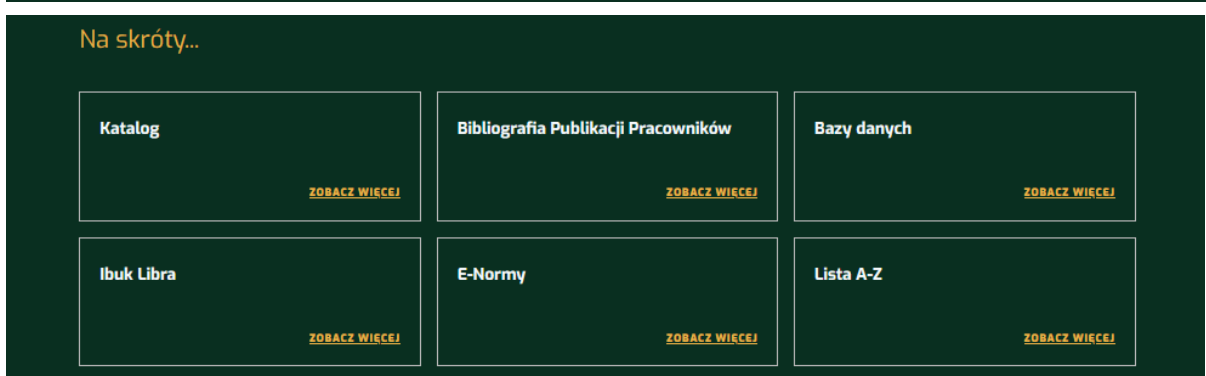 Na skróty...
Katalog
ZOBACZ WIĘCEJ
Bibliografia Publikacji Pracowników
ZOBACZ WIĘCEJ
Bazy danych
ZOBACZ WIĘCEJ
Ibuk Libra
ZOBACZ WIĘCEJ
E-Normy
ZOBACZ WIĘCEJ
Lista A-Z
ZOBACZ WIĘCEJ